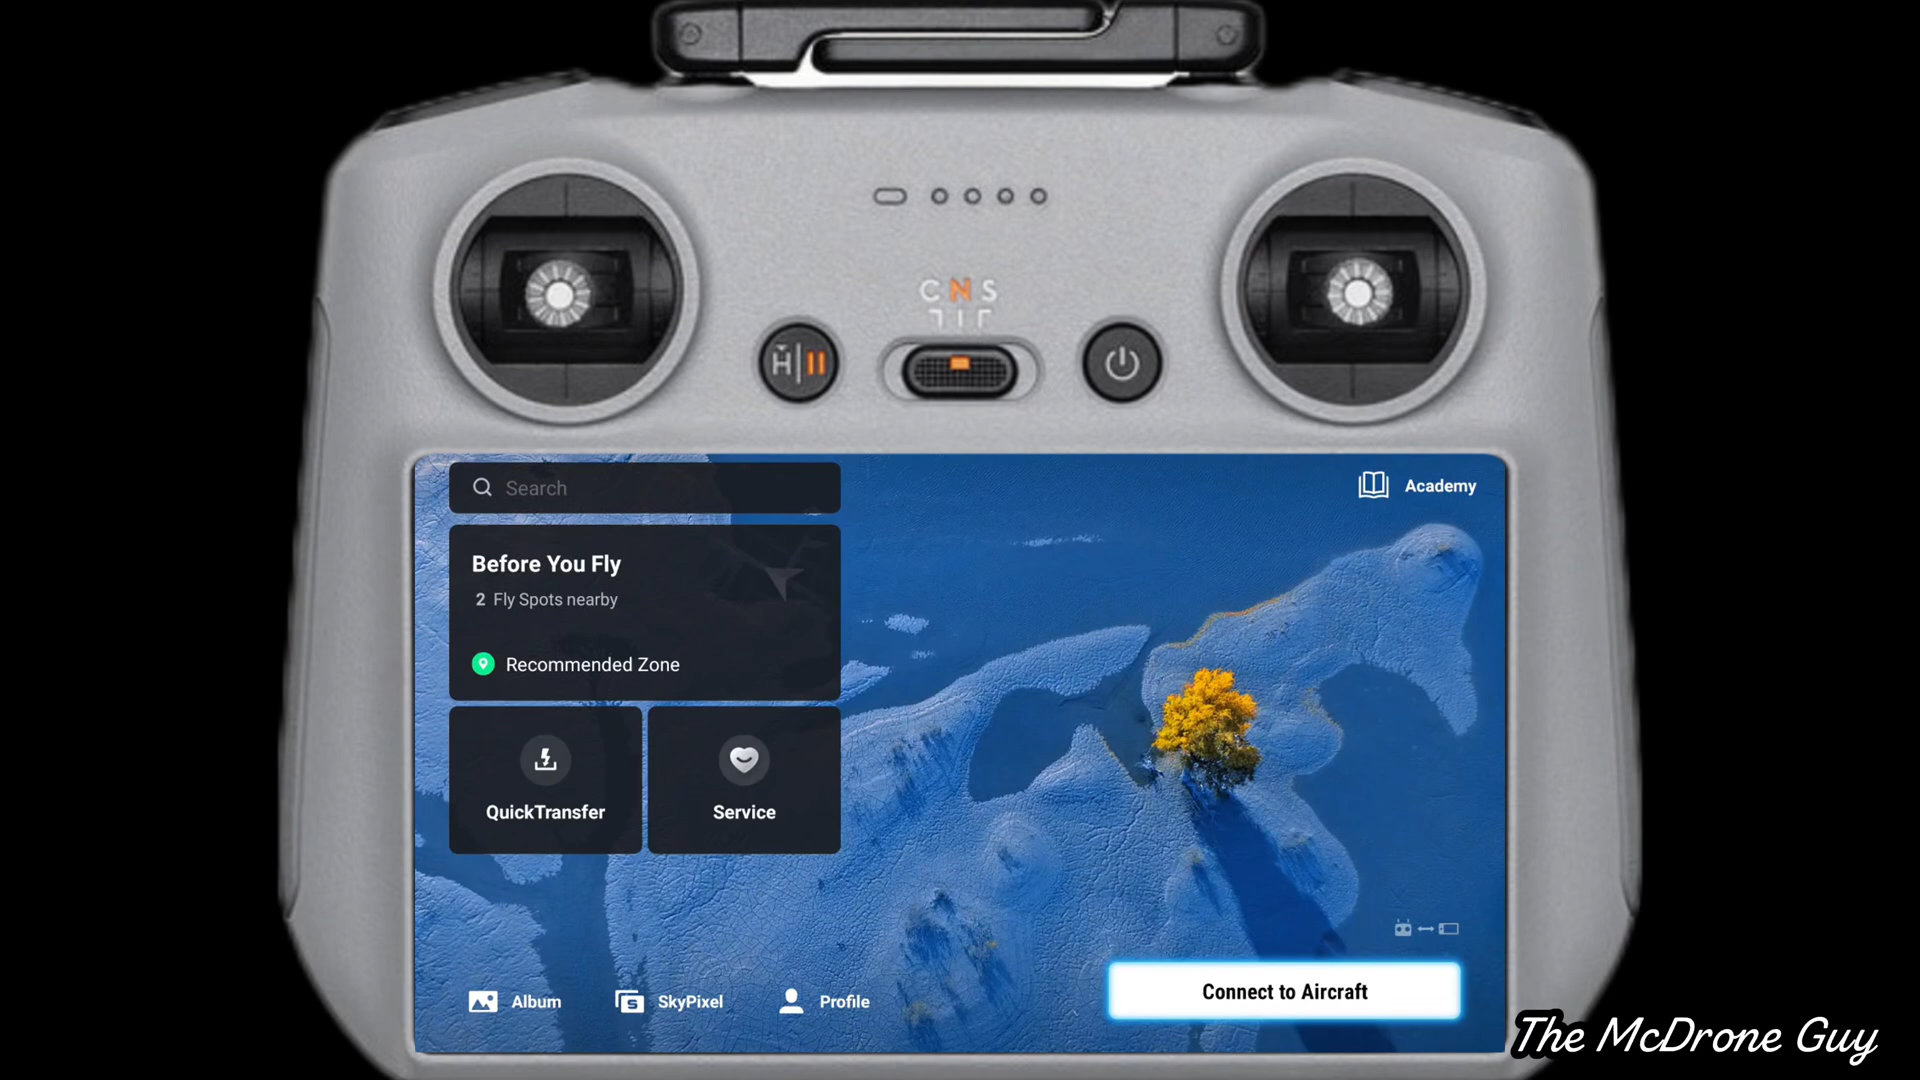 C N S
H
Search
Academy
Before You Fly
2 Fly Spots nearby
Recommended Zone
QuickTransfer
Service
Album
SkyPixel
Profile
Connect to Aircraft
The McDrone Guy